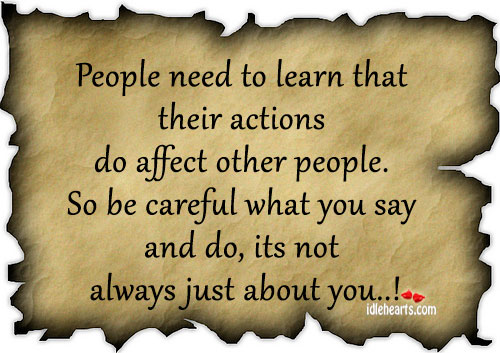 People need to learn that
their actions
do affect other people.
So be careful what you say
and do, its not
always just about you..!
idlehearts.com